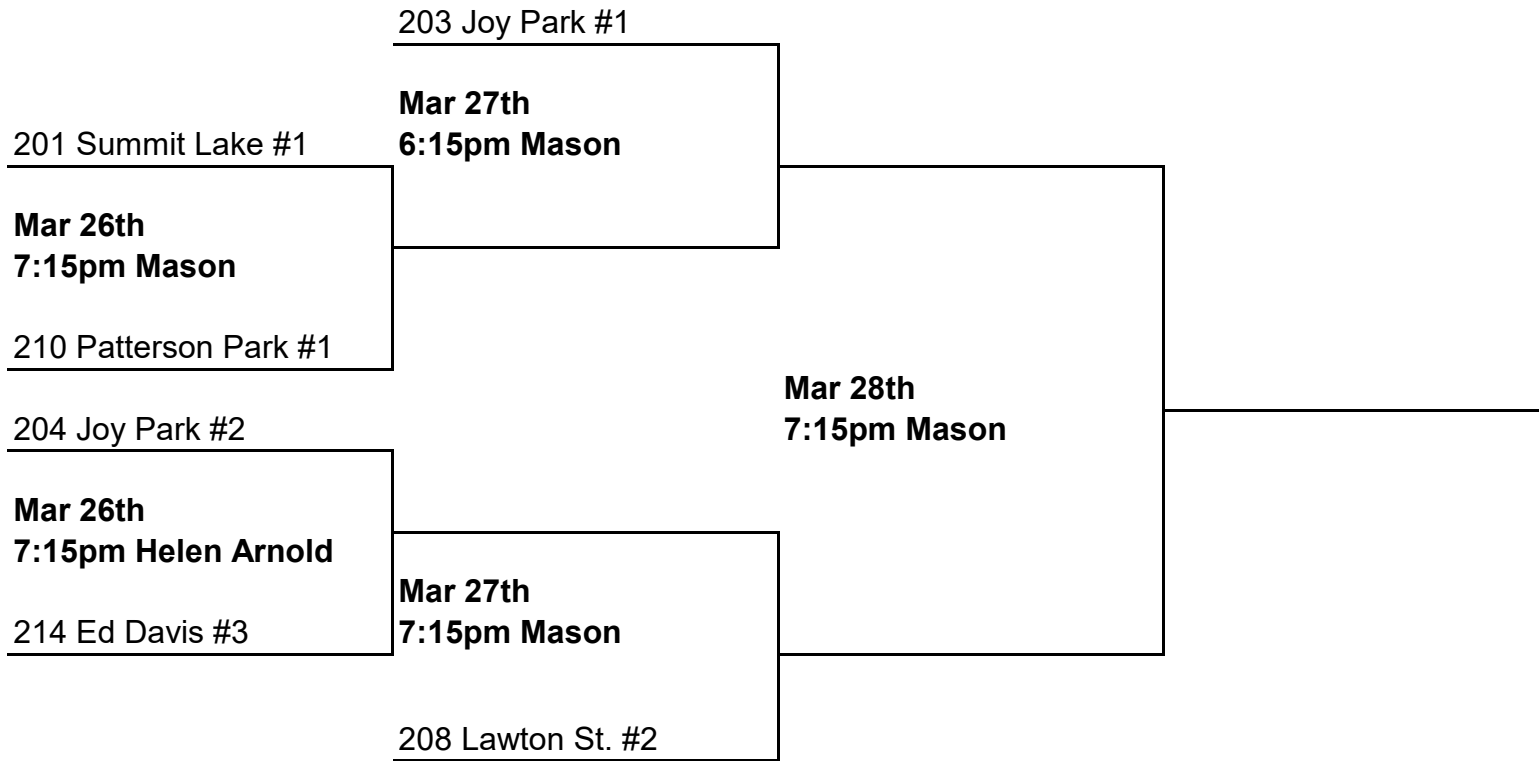 203 Joy Park #1
Mar 27th
6:15pm Mason
201 Summit Lake #1
Mar 26th
7:15pm Mason
210 Patterson Park #1
204 Joy Park #2
Mar 28th
7:15pm Mason
Mar 26th
7:15pm Helen Arnold
214 Ed Davis #3
Mar 27th
7:15pm Mason
208 Lawton St. #2